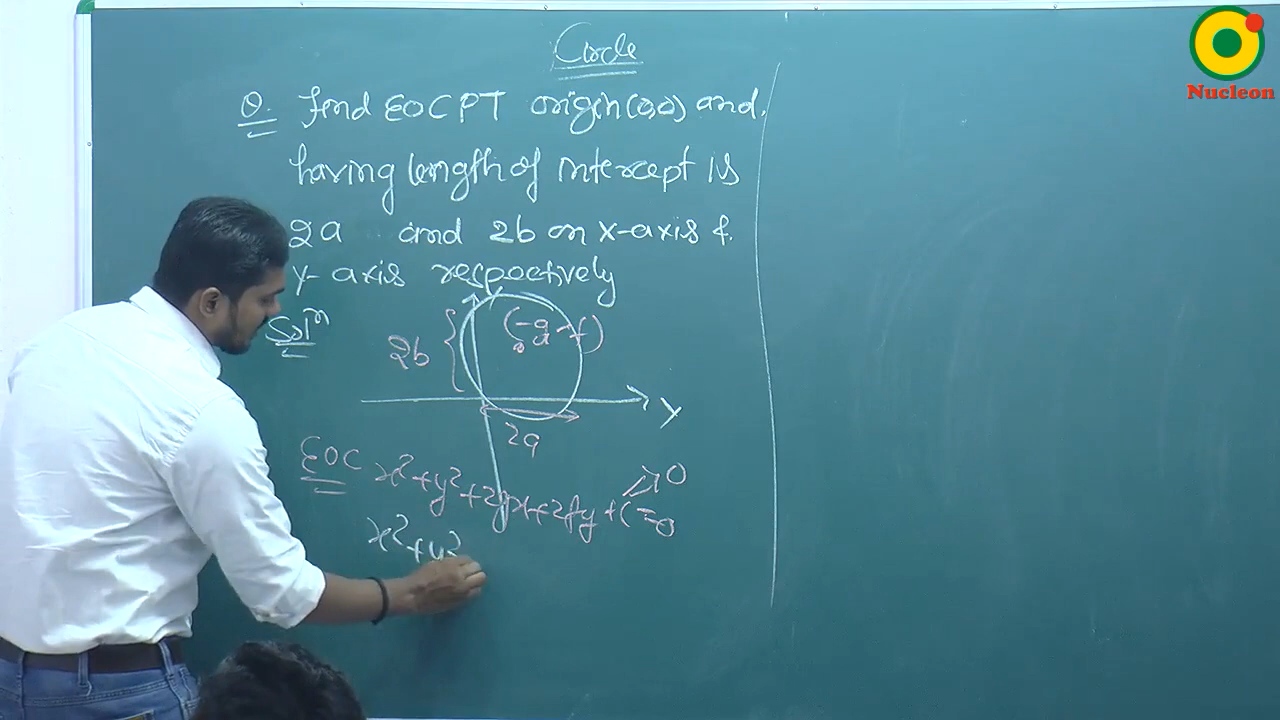 Circle
Q. find EOCPT origin(0,0) and
having length of intercept is
2a and 2b on x-axis &
y-axis respectively
Solⁿ
2b
2a
EOC x²+y²+2gx+2fy+c=0
0
x²+y²
Nucleon